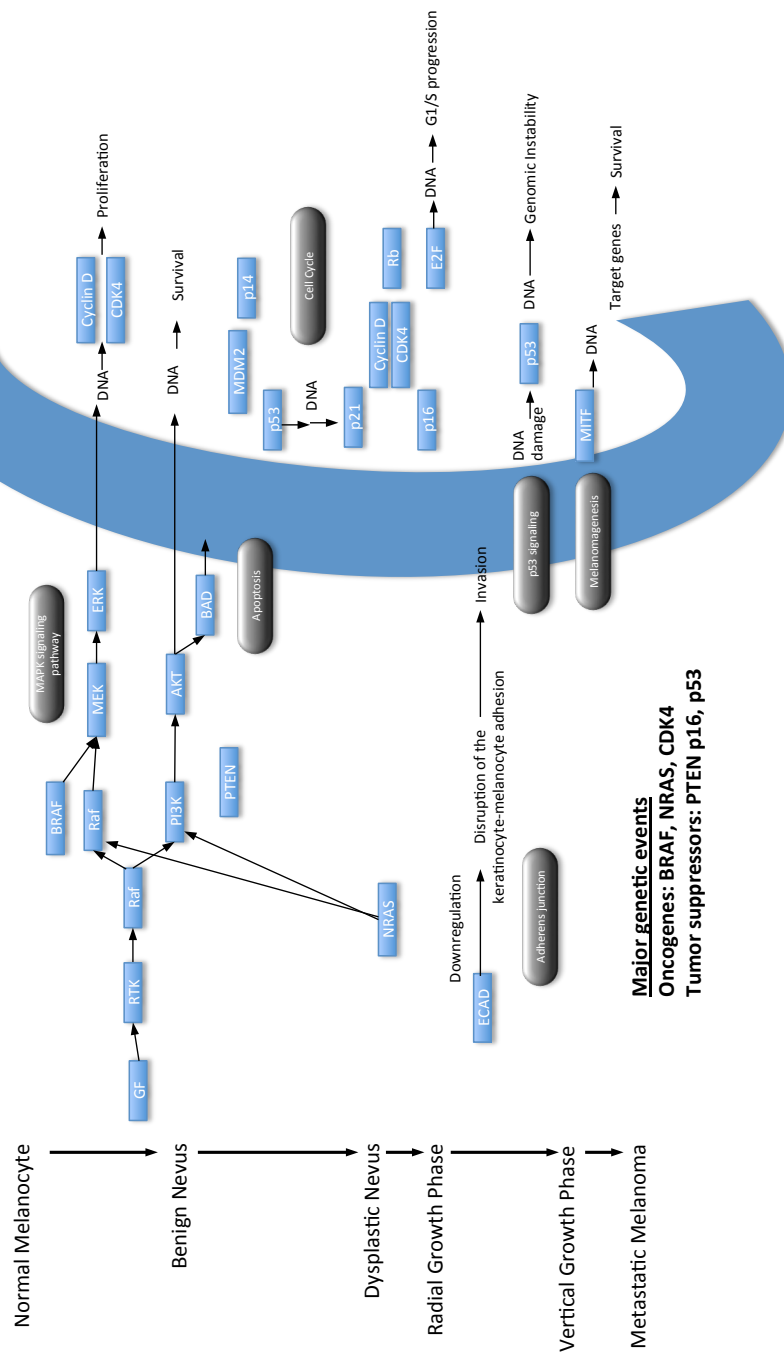 Normal Melanocyte
Benign Nevus
Dysplastic Nevus
Radial Growth Phase
Vertical Growth Phase
Metastatic Melanoma
MAPK signaling
pathway
BRAF
Raf
MEK
ERK
DNA
Cyclin D
CDK4
Proliferation
GF
RTK
Raf
PI3K
AKT
DNA
Survival
PTEN
BAD
Apoptosis
MDM2
p14
p53
DNA
p21
Cell Cycle
NRAS
Cyclin D
CDK4
Rb
p16
E2F
DNA
G1/S progression
Downregulation
ECAD
Disruption of the
keratinocyte-melanocyte adhesion
Invasion
Adherens junction
p53 signaling
DNA
damage
p53
DNA
Genomic Instability
Melanomagenesis
MITF
DNA
Target genes
Survival
Major genetic events
Oncogenes: BRAF, NRAS, CDK4
Tumor suppressors: PTEN p16, p53